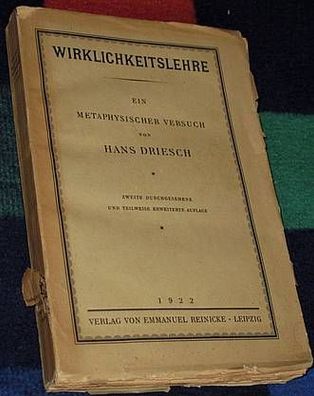 WIRKLICHKEITSLEHRE
EIN
METAPHYSISCHER VERSUCH
VON
HANS DRIESCH
ZWEITE DURCHGESEHENE
UND TEILWEISE ERWEITERTE AUFLAGE
1922
VERLAG VON EMMANUEL REINICKE • LEIPZIG